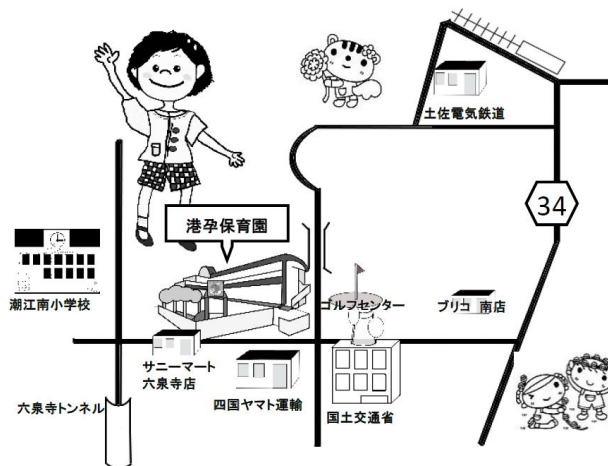 土佐電気鉄道
34
港孕保育園
潮江南小学校
ゴルフセンター
ブリコ 南店
サニーマート
六泉寺店
四国ヤマト運輸
国土交通省
六泉寺トンネル